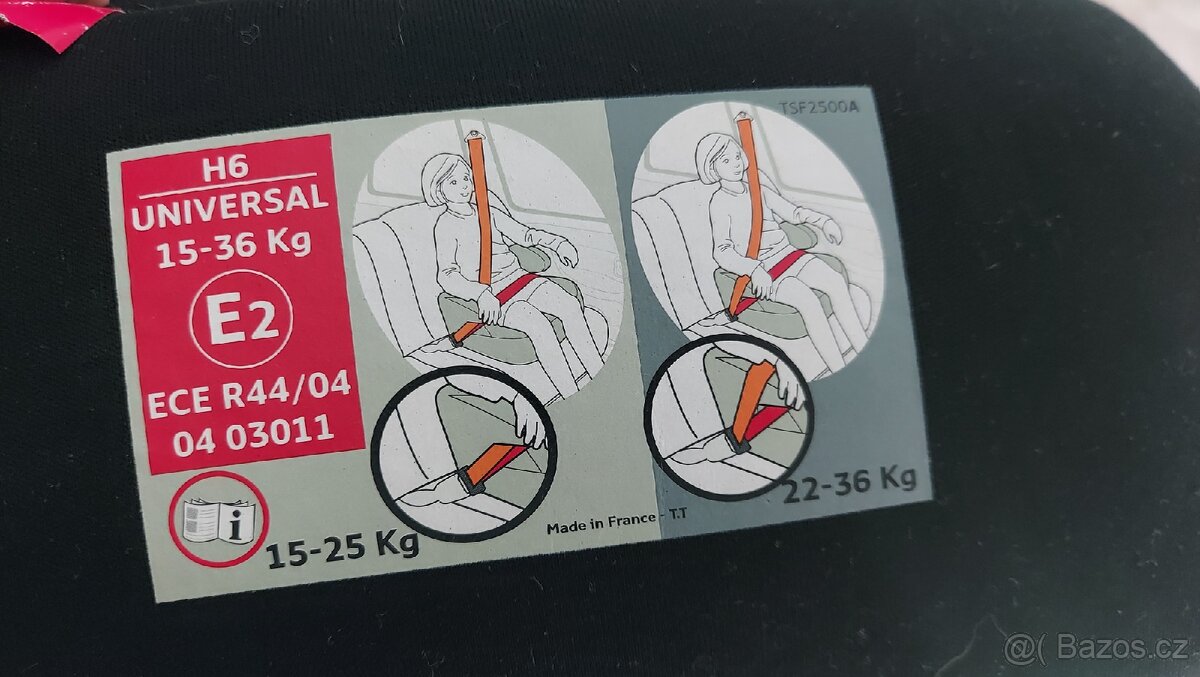 H6
UNIVERSAL
15-36 Kg
E2
ECE R44/04
04 03011
i
15-25 Kg
Made in France - T.T
TSF2500A
22-36 Kg
@( Bazos.cz